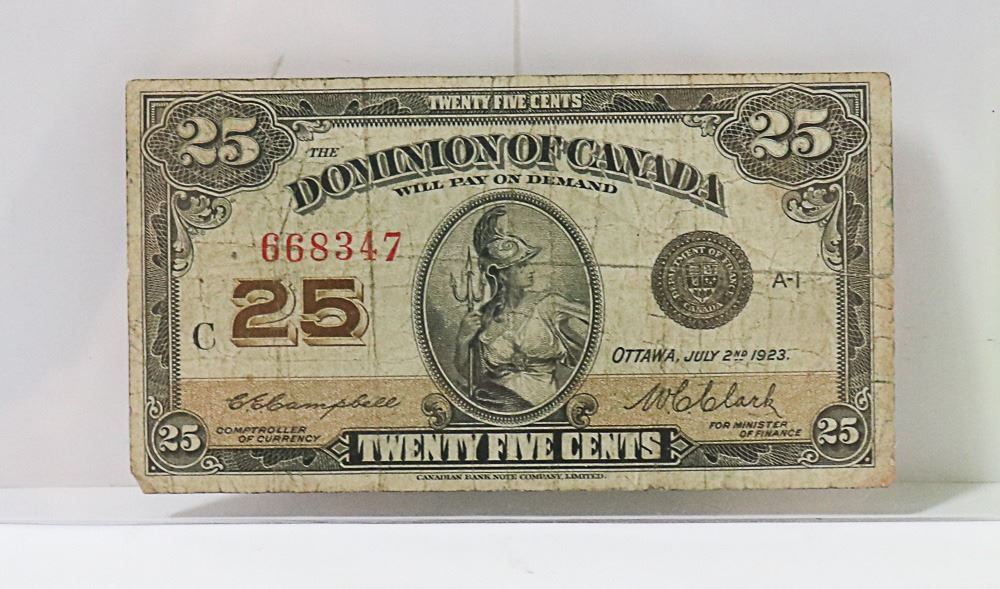 TWENTY FIVE CENTS
25
25
THE
DOMINION OF CANADA
WILL PAY ON DEMAND
668347
C
25
CANADA
A-1
OTTAWA, JULY 2ND 1923.
C E Campbell
COMPTROLLER
OF CURRENCY
W C Clark
FOR MINISTER
OF FINANCE
25
TWENTY FIVE CENTS
25
CANADIAN BANK NOTE COMPANY, LIMITED.